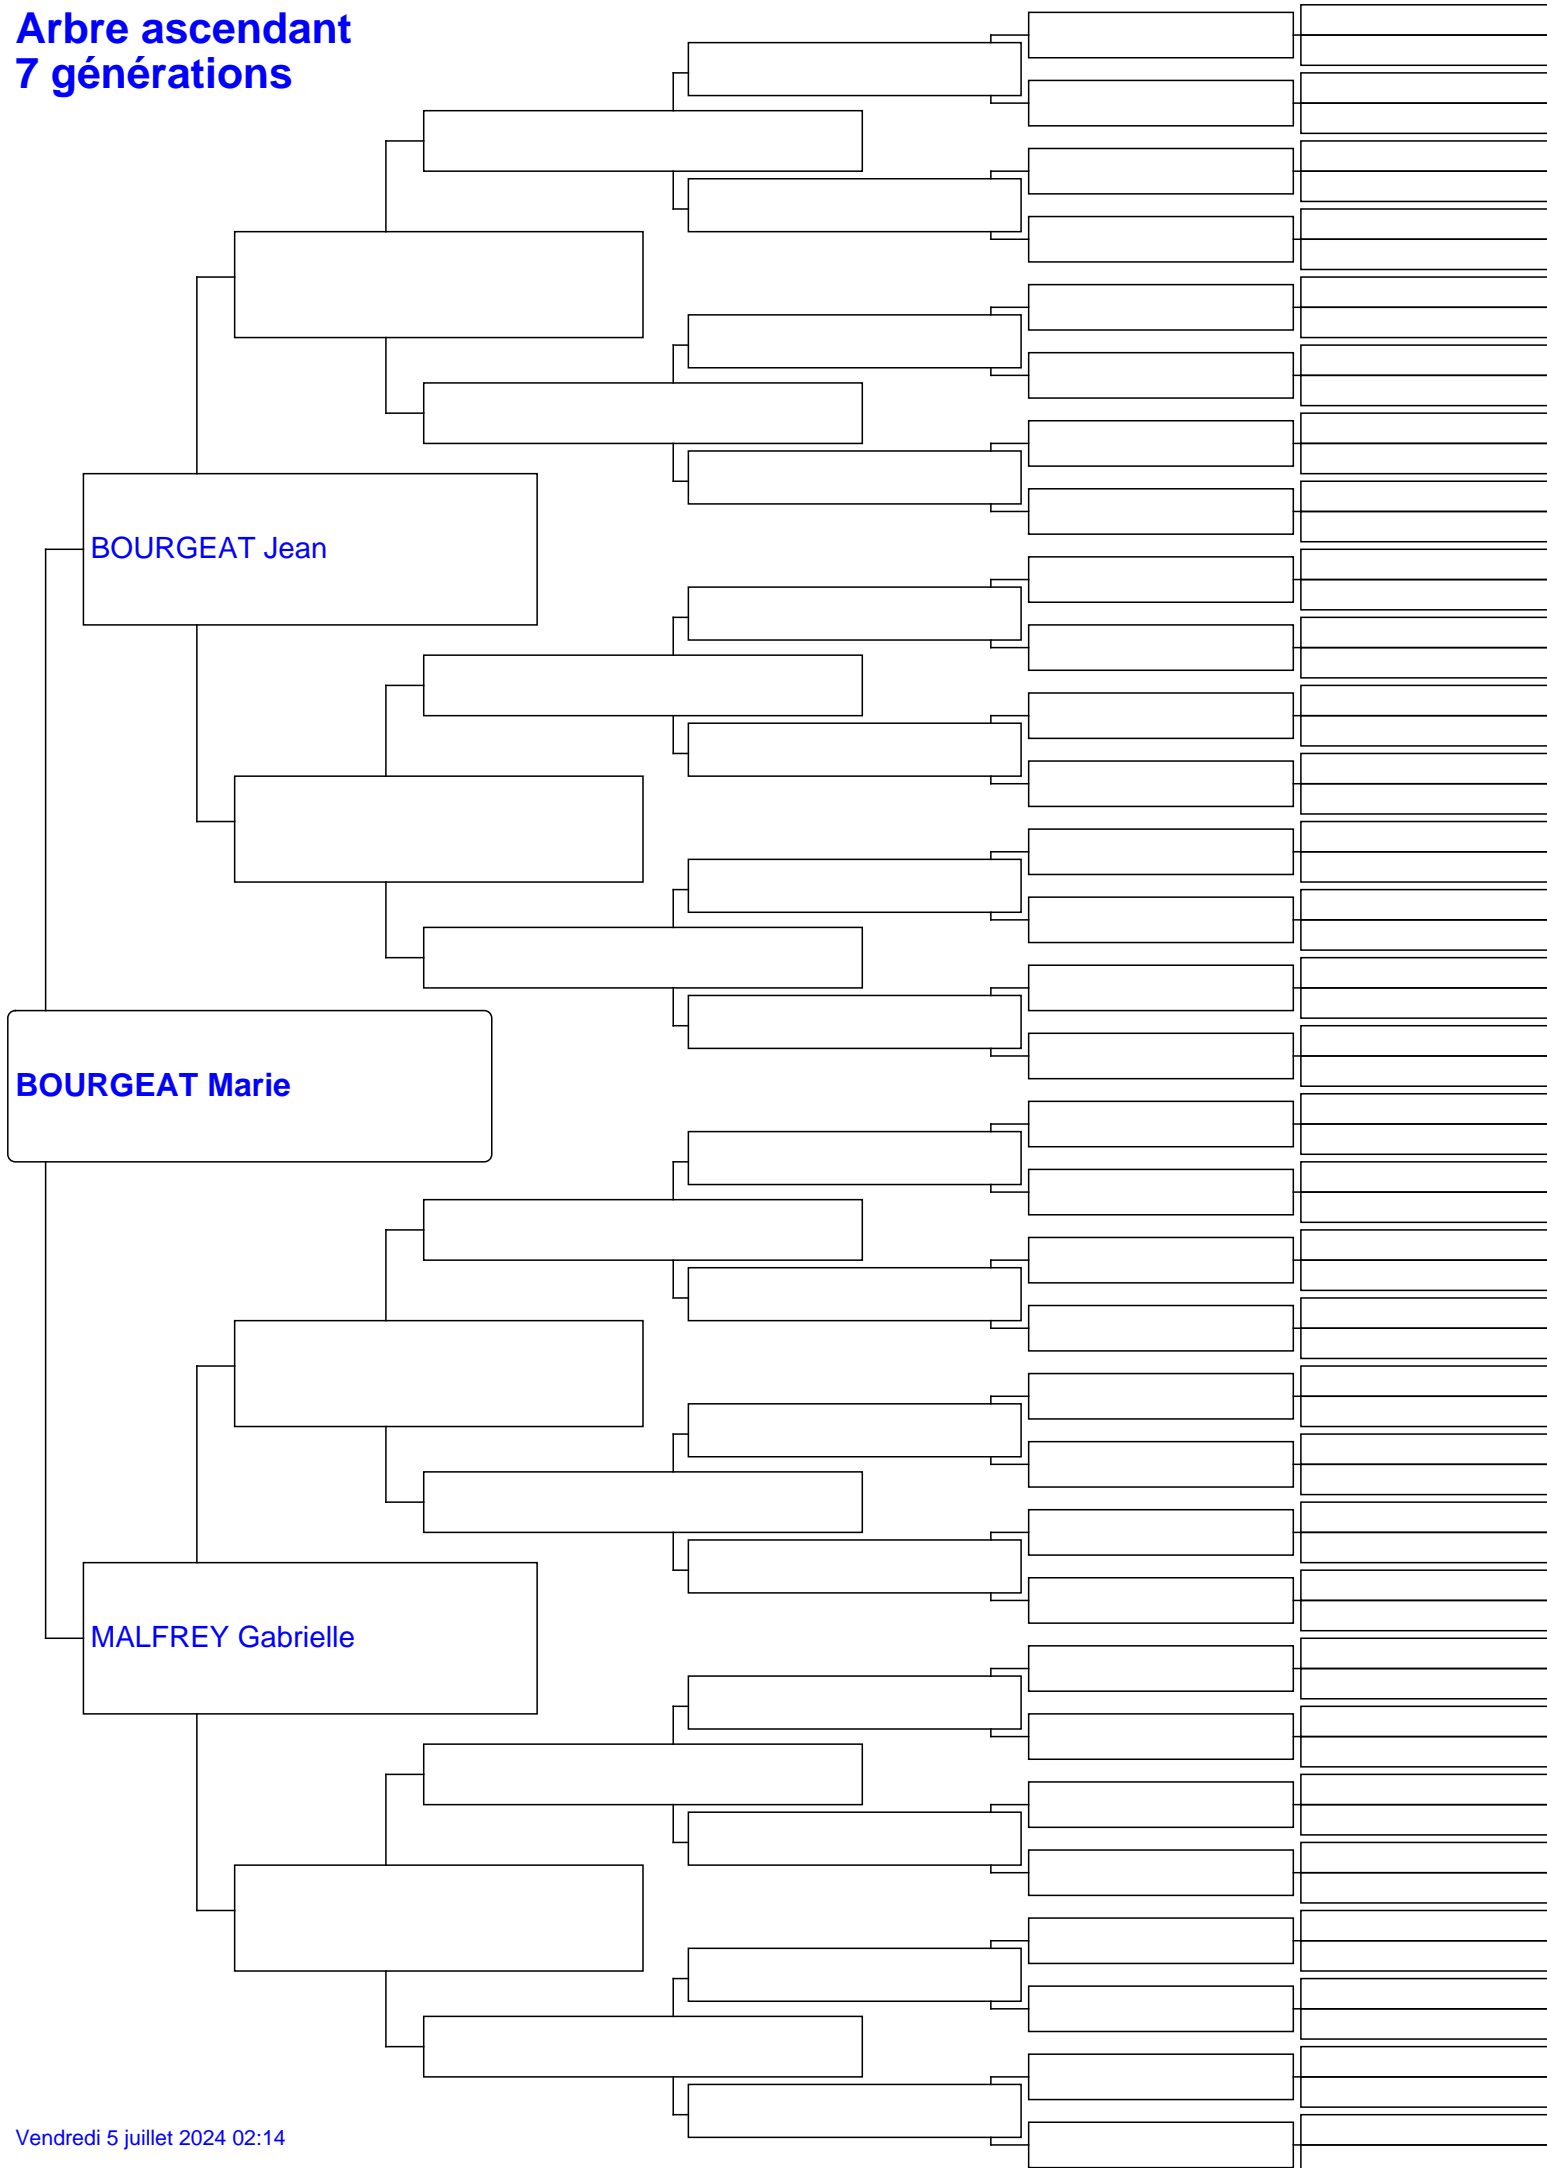 Arbre ascendant
7 générations
BOURGEAT Jean
BOURGEAT Marie
MALFREY Gabrielle
Vendredi 5 juillet 2024 02:14